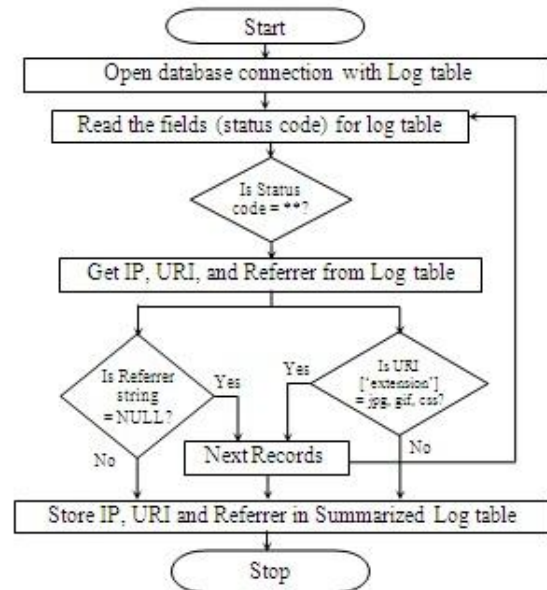 Start
Open database connection with Log table
Read the fields (status code) for log table
Is Status
code = **?
Get IP, URI, and Referrer from Log table
Is Referrer
string
= NULL?
Yes
Yes
Is URI
['extension']
= jpg, gif, css?
No
Next Records
No
Store IP, URI and Referrer in Summarized Log table
Stop